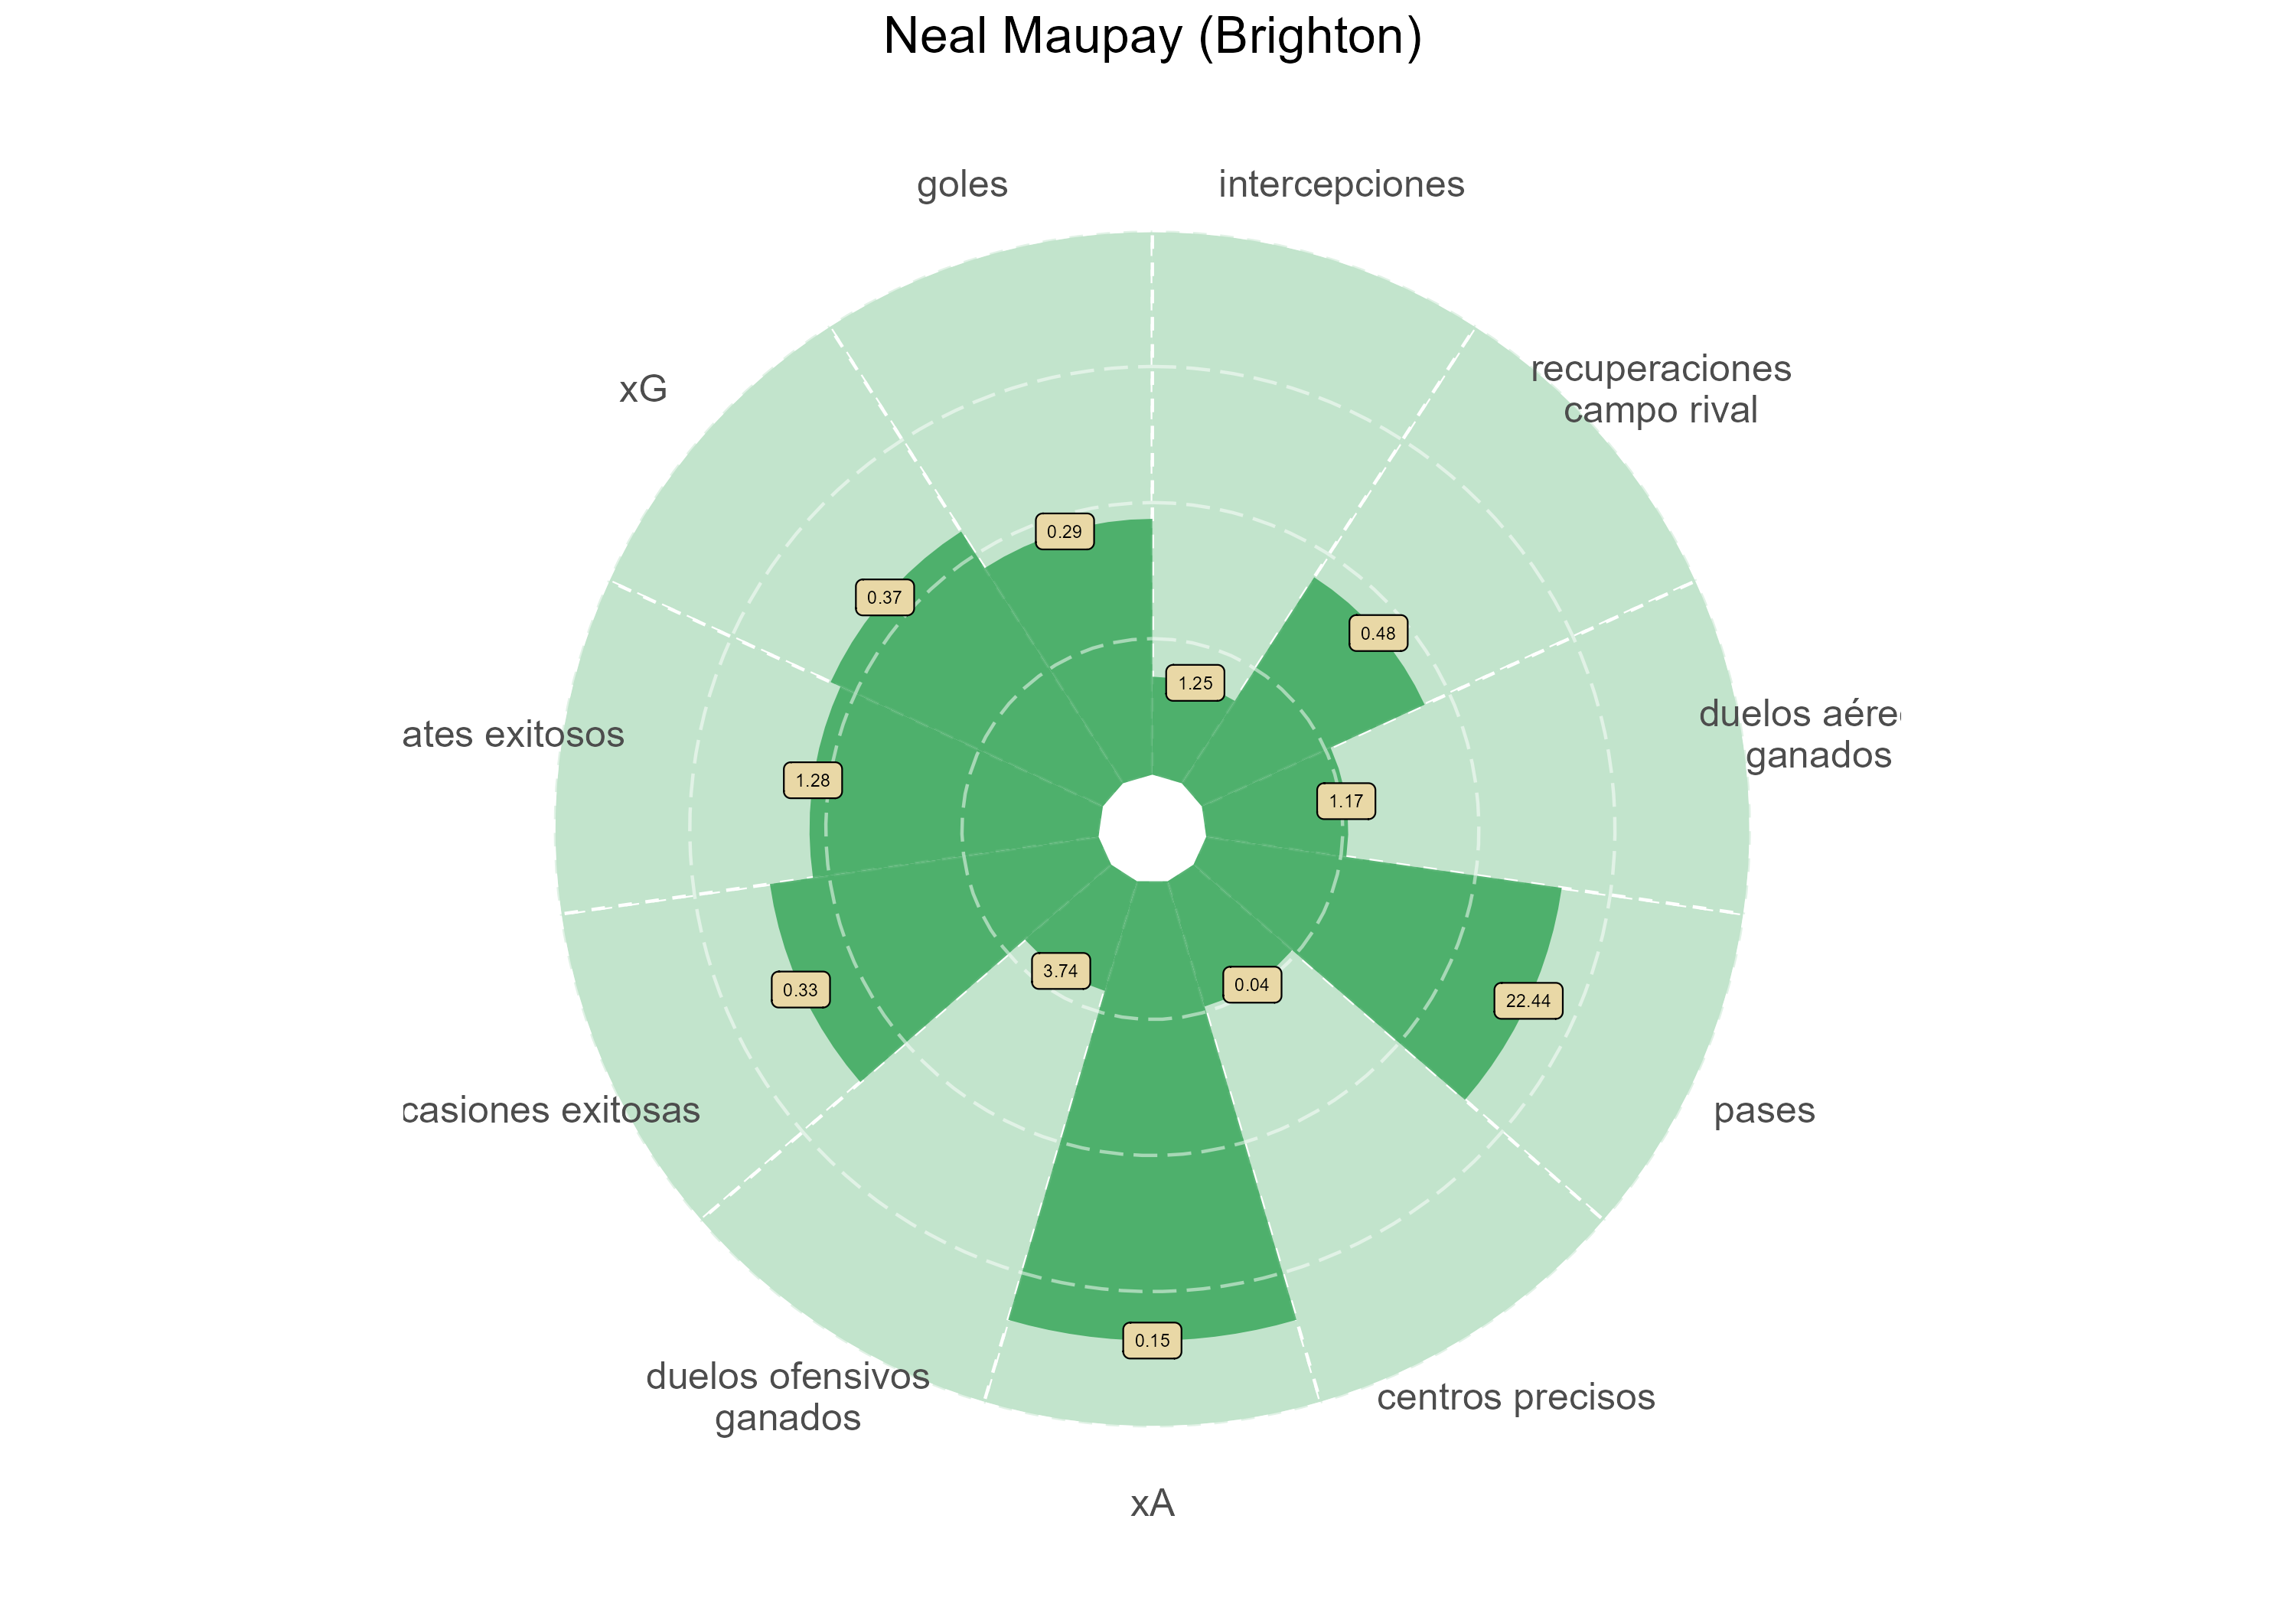 Neal Maupay (Brighton)
goles
intercepciones
xG
recuperaciones
campo rival
0.29
0.37
0.48
1.25
ates exitosos
duelos aére
ganados
1.28
1.17
0.33
3.74
0.04
22.44
casiones exitosas
pases
0.15
duelos ofensivos
ganados
centros precisos
xA